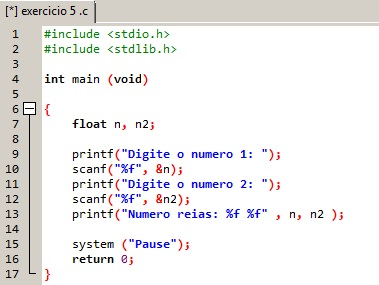 [*] exercicio 5 .c
1 #include <stdio.h>
2 #include <stdlib.h>
3
4 int main (void)
5
6 {
7 float n, n2;
8
9 printf("Digite o numero 1: ");
10 scanf("%f", &n);
11 printf("Digite o numero 2: ");
12 scanf("%f", &n2);
13 printf("Numero reias: %f %f" , n, n2 );
14
15 system ("Pause");
16 return 0;
17 }